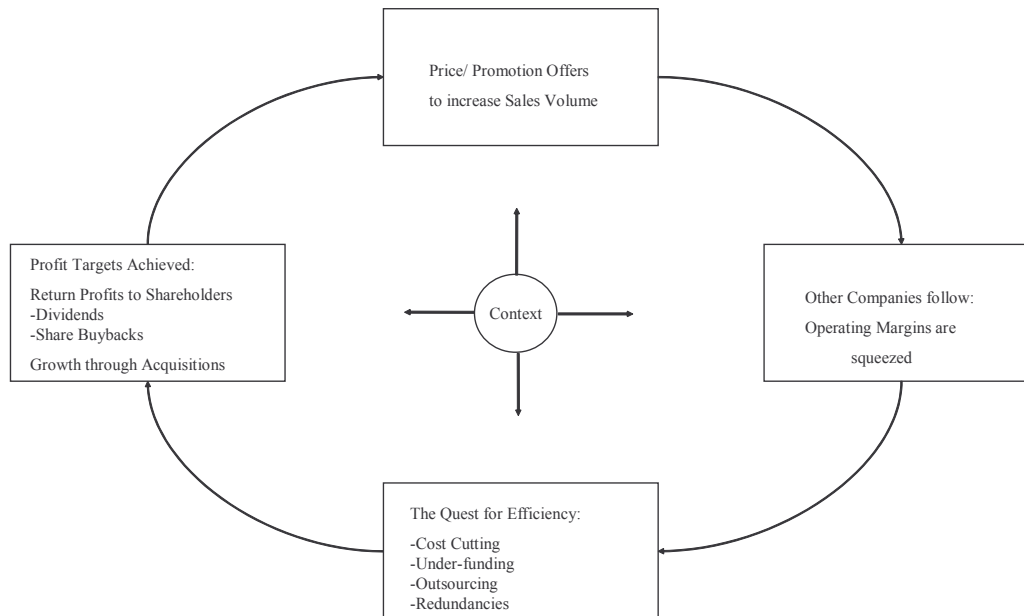 Price/ Promotion Offers
to increase Sales Volume
Profit Targets Achieved:
Return Profits to Shareholders
-Dividends
-Share Buybacks
Growth through Acquisitions
Context
Other Companies follow:
Operating Margins are
squeezed
The Quest for Efficiency:
-Cost Cutting
-Under-funding
-Outsourcing
-Redundancies